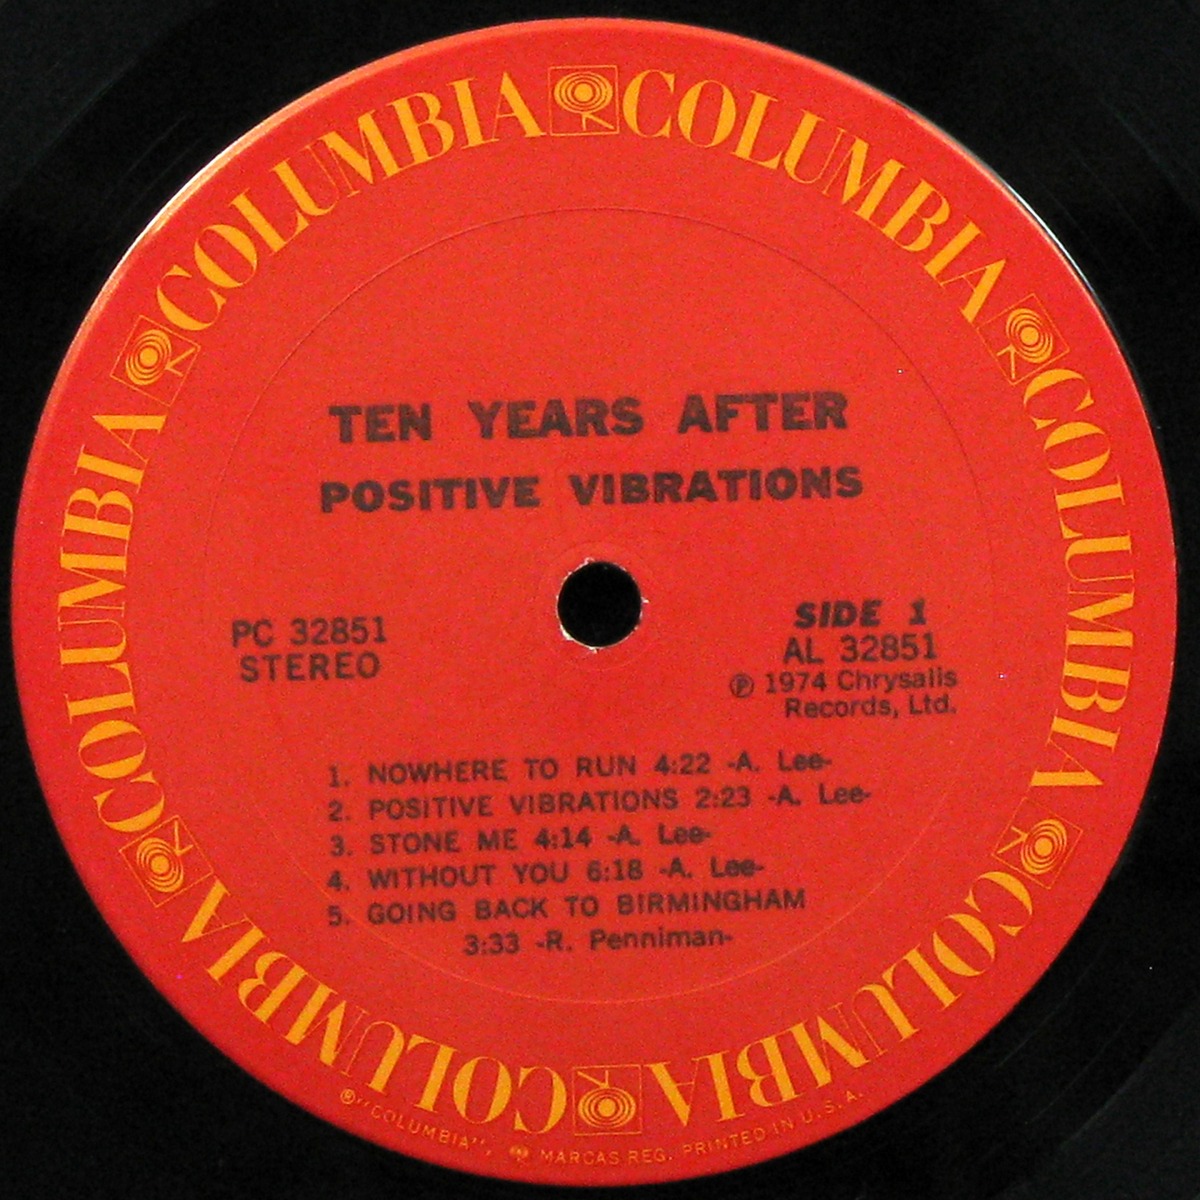 COLUMBIA COLUMBIA COLUMBIA COLUMBIA COLUMBIA COLUMBIA
TEN YEARS AFTER
POSITIVE VIBRATIONS
PC 32851
STEREO
SIDE 1
AL 32851
℗ 1974 Chrysalis
Records, Ltd.
1. NOWHERE TO RUN 4:22 -A. Lee-
2. POSITIVE VIBRATIONS 2:23 -A. Lee-
3. STONE ME 4:14 -A. Lee-
4. WITHOUT YOU 6:18 -A. Lee-
5. GOING BACK TO BIRMINGHAM
3:33 -R. Penniman-
®"COLUMBIA", MARCAS REG. PRINTED IN U.S.A.